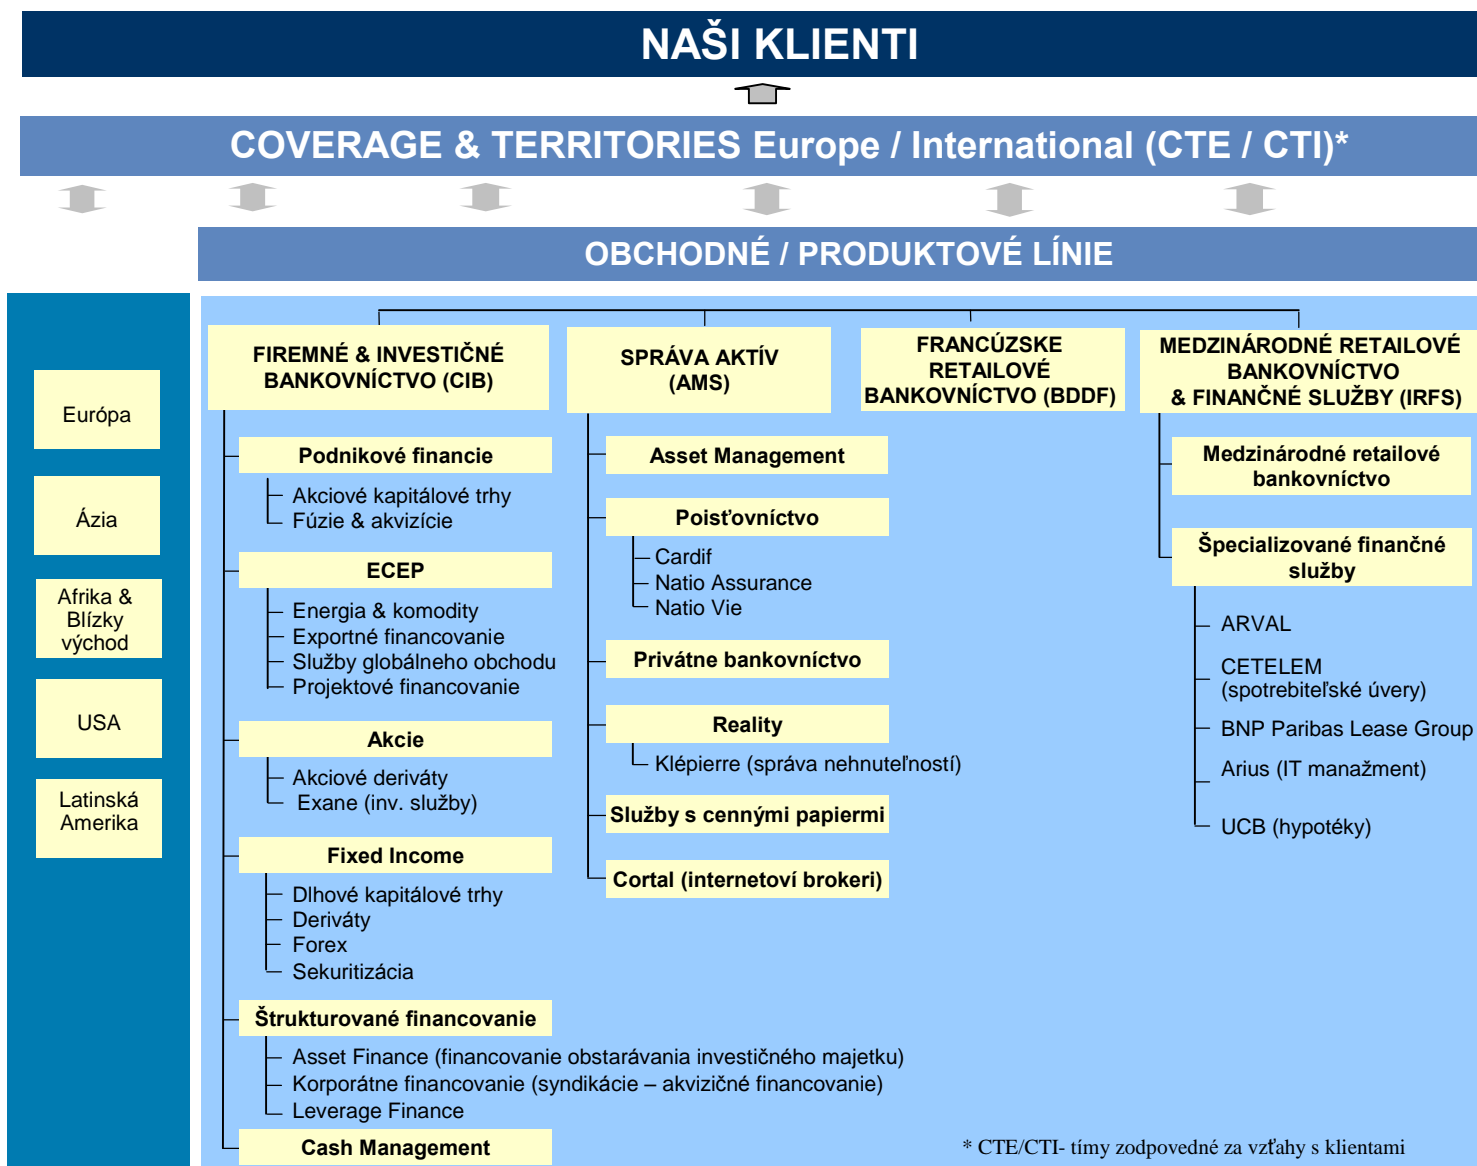 NAŠI KLIENTI
COVERAGE & TERRITORIES Europe / International (CTE / CTI)*
OBCHODNÉ / PRODUKTOVÉ LÍNIE
Európa
Ázia
Afrika &
Blízky
východ
USA
Latinská
Amerika
FIREMNÉ & INVESTIČNÉ
BANKOVNÍCTVO (CIB)
Podnikové financie
Akciové kapitálové trhy
Fúzie & akvizície
ECEP
Energia & komodity
Exportné financovanie
Služby globálneho obchodu
Projektové financovanie
Akcie
Akciové deriváty
Exane (inv. služby)
Fixed Income
Dlhové kapitálové trhy
Deriváty
Forex
Sekuritizácia
Štrukturované financovanie
Asset Finance (financovanie obstarávania investičného majetku)
Korporátne financovanie (syndikácie – akvizičné financovanie)
Leverage Finance
Cash Management
SPRÁVA AKTÍV
(AMS)
Asset Management
Poisťovníctvo
Cardif
Natio Assurance
Natio Vie
Privátne bankovníctvo
Reality
Klépierre (správa nehnuteľností)
Služby s cennými papiermi
Cortal (internetoví brokeri)
FRANCÚZSKE
RETAILOVÉ
BANKOVNÍCTVO (BDDF)
MEDZINÁRODNÉ RETAILOVÉ
BANKOVNÍCTVO
& FINANČNÉ SLUŽBY (IRFS)
Medzinárodné retailové
bankovníctvo
Špecializované finančné
služby
ARVAL
CETELEM
(spotrebiteľské úvery)
BNP Paribas Lease Group
Arius (IT manažment)
UCB (hypotéky)
* CTE/CTI- tímy zodpovedné za vzťahy s klientami